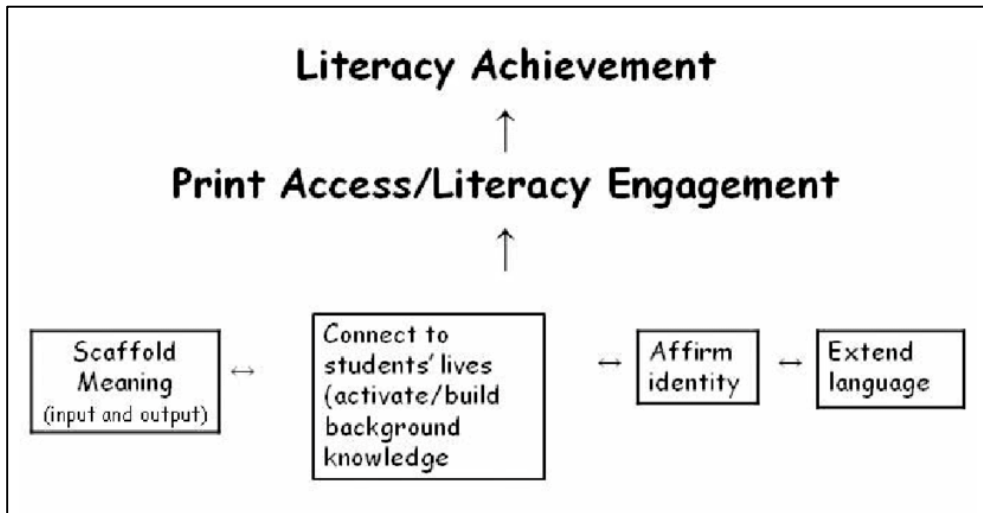 Literacy Achievement
↑
Print Access/Literacy Engagement
↑
Scaffold
Meaning
(input and output)
↔
Connect to
students' lives
(activate/build
background
knowledge
↔
Affirm
identity
↔
Extend
language